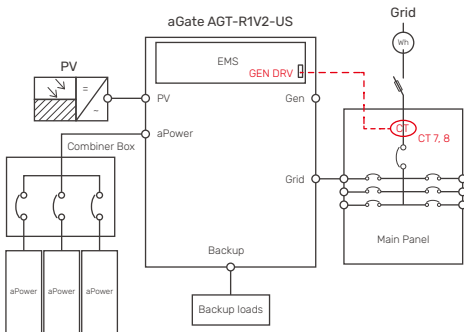 aGate AGT-R1V2-US
Grid
Wh
PV
=
~
EMS
GEN DRV
PV
Gen
CT
CT 7, 8
aPower
Combiner Box
Grid
Main Panel
Backup
aPower
aPower
aPower
Backup loads